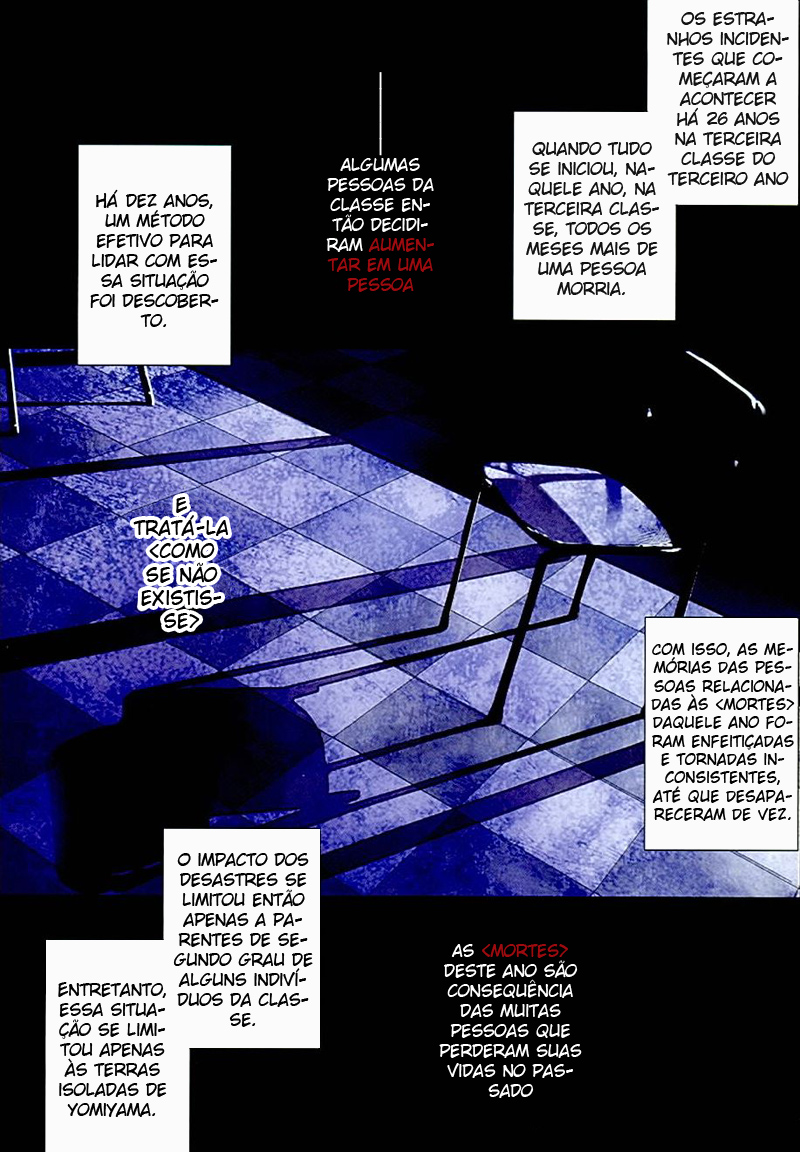 OS ESTRA-
NHOS INCIDEN-
TES QUE CO-
MEÇARAM A
ACONTECER
HÁ 26 ANOS
NA TERCEIRA
CLASSE DO
TERCEIRO ANO
QUANDO TUDO
SE INICIOU, NA-
QUELE ANO, NA
TERCEIRA CLAS-
SE, TODOS OS
MESES MAIS DE
UMA PESSOA
MORRIA.
ALGUMAS
PESSOAS DA
CLASSE EN-
TÃO DECIDI-
RAM AUMEN-
TAR EM UMA
PESSOA
HÁ DEZ ANOS,
UM MÉTODO
EFETIVO PARA
LIDAR COM ES-
SA SITUAÇÃO
FOI DESCOBER-
TO.
E
TRATÁ-LA
<COMO
SE NÃO
EXISTIS-
SE>
COM ISSO, AS ME-
MÓRIAS DAS PES-
SOAS RELACIONA-
DAS ÀS <MORTES>
DAQUELE ANO FO-
RAM ENFEITIÇADAS
E TORNADAS IN-
CONSISTENTES,
ATÉ QUE DESAPA-
RECERAM DE VEZ.
AS <MORTES>
DESTE ANO SÃO
CONSEQUÊNCIA
DAS MUITAS
PESSOAS QUE
PERDERAM SUAS
VIDAS NO PAS-
SADO
O IMPACTO DOS
DESASTRES SE
LIMITOU ENTÃO
APENAS A PA-
RENTES DE SE-
GUNDO GRAU DE
ALGUNS INDIVÍ-
DUOS DA CLAS-
SE.
ENTRETANTO,
ESSA SITUA-
ÇÃO SE LIMI-
TOU APENAS
ÀS TERRAS
ISOLADAS DE
YOMIYAMA.